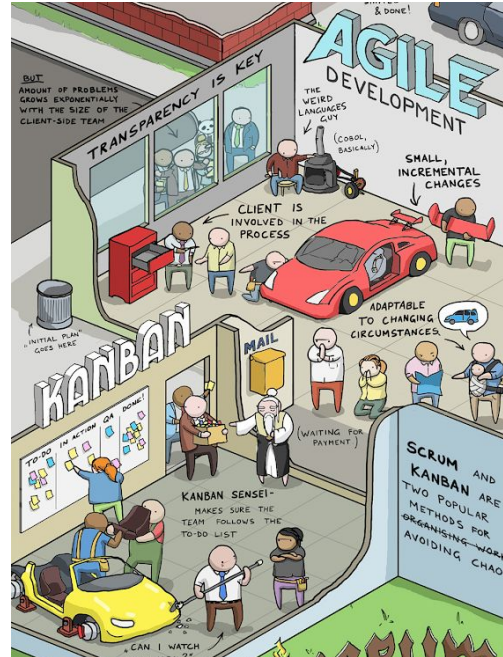 & DONE!
BUT
AMOUNT OF PROBLEMS
GROWS EXPONENTIALLY
WITH THE SIZE OF THE
CLIENT-SIDE TEAM
TRANSPARENCY IS KEY
AGILE
DEVELOPMENT
THE
WEIRD
LANGUAGES
GUY
(COBOL,
BASICALLY)
SMALL,
INCREMENTAL
CHANGES
CLIENT IS
INVOLVED IN THE
PROCESS
"INITIAL PLAN"
GOES HERE
ADAPTABLE
TO CHANGING
CIRCUMSTANCES
KANBAN
MAIL
TO-DO IN ACTION QA DONE!
(WAITING FOR
PAYMENT)
KANBAN SENSEI-
MAKES SURE THE
TEAM FOLLOWS THE
TO-DO LIST
SCRUM AND
KANBAN ARE
TWO POPULAR
METHODS FOR
ORGANISING WORK
AVOIDING CHAO
"CAN I WATCH